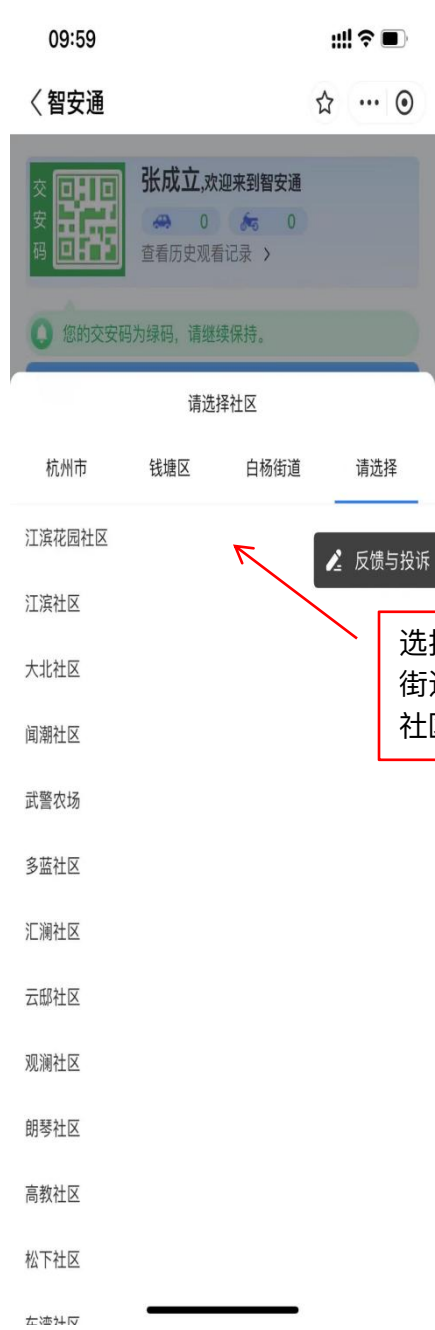 09:59
智安通
交安码
张成立,欢迎来到智安通
0 0
查看历史观看记录
您的交安码为绿码，请继续保持。
请选择社区
杭州市 钱塘区 白杨街道 请选择
江滨花园社区
反馈与投诉
江滨社区
选
街
社
大北社区
闻潮社区
武警农场
多蓝社区
汇澜社区
云邸社区
观澜社区
朗琴社区
高教社区
松下社区